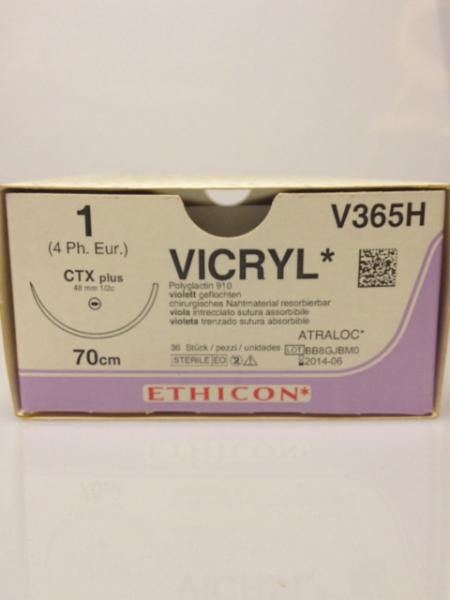 1
(4 Ph. Eur.)
CTX plus
48 mm 1/2c
70cm
V365H
VICRYL*
Polyglactin 910
violett geflochten
chirurgisches Nahtmaterial resorbierbar
viola intrecciato sutura assorbibile
violeta trenzado sutura absorbible
ATRALOC*
36 Stück / pezzi / unidades
LOT BB8GJBM0
STERILE EO 2
2014-06
ETHICON*